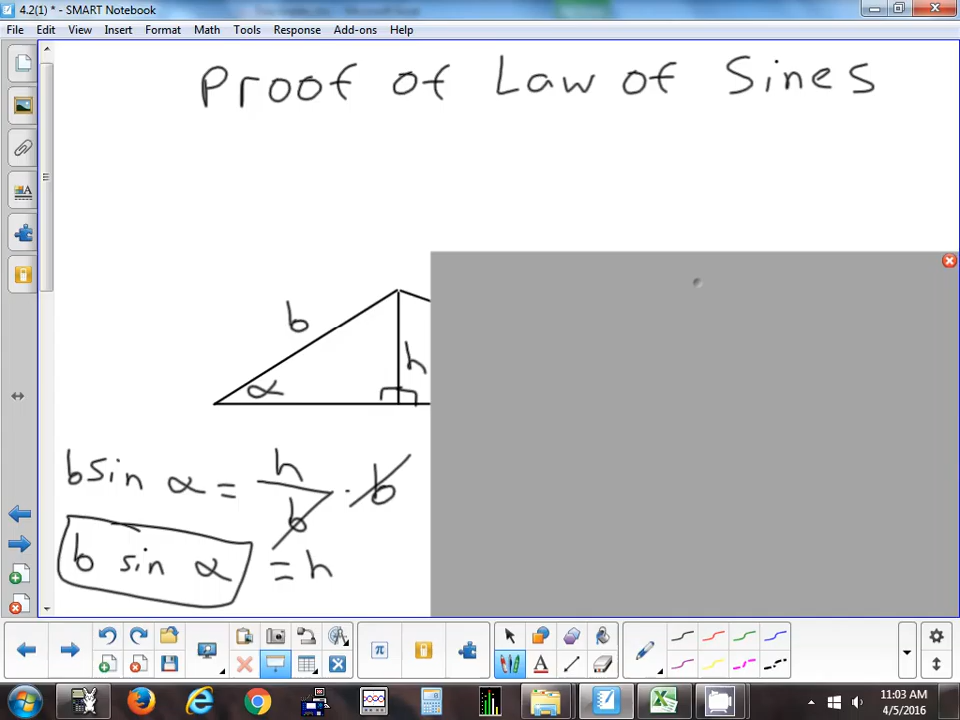 4.2(1) * - SMART Notebook
File Edit View Insert Format Math Tools Response Add-ons Help
Proof of Law of Sines
b
h
α
b sin α = h/b · b
b sin α = h
π
A
11:03 AM
4/5/2016